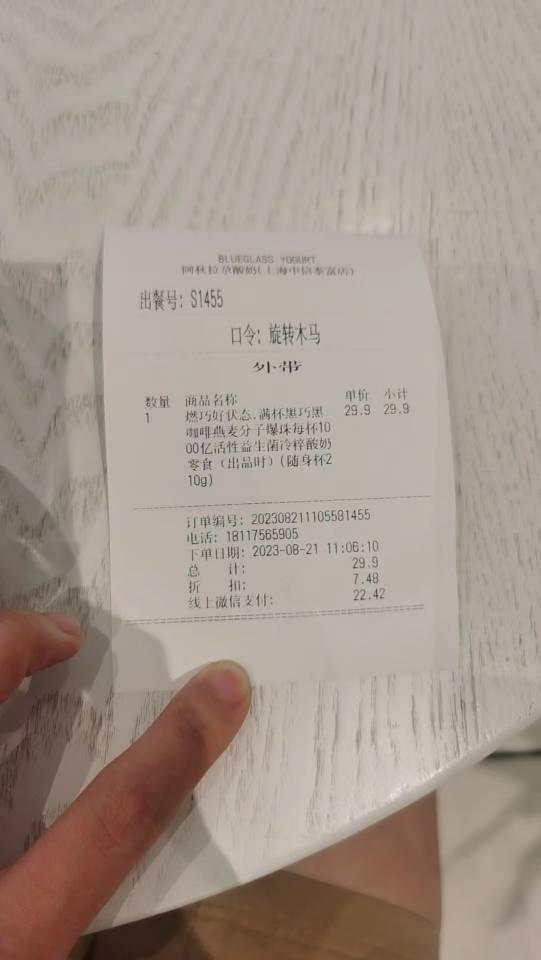 BLUEGLASS YOGURT
阿秋拉尕酸奶(上海中信泰富店)
出餐号: S1455
口令: 旋转木马
外带
数量 商品名称 单价 小计
1 燃巧好状态.满杯黑巧黑 29.9 29.9
咖啡燕麦分子爆珠每杯10
00亿活性益生菌冷榨酸奶
零食（出品时）(随身杯2
10g)
订单编号: 202308211105581455
电话: 18117565905
下单日期: 2023-08-21 11:06:10
总 计: 29.9
折 扣: 7.48
线上微信支付: 22.42